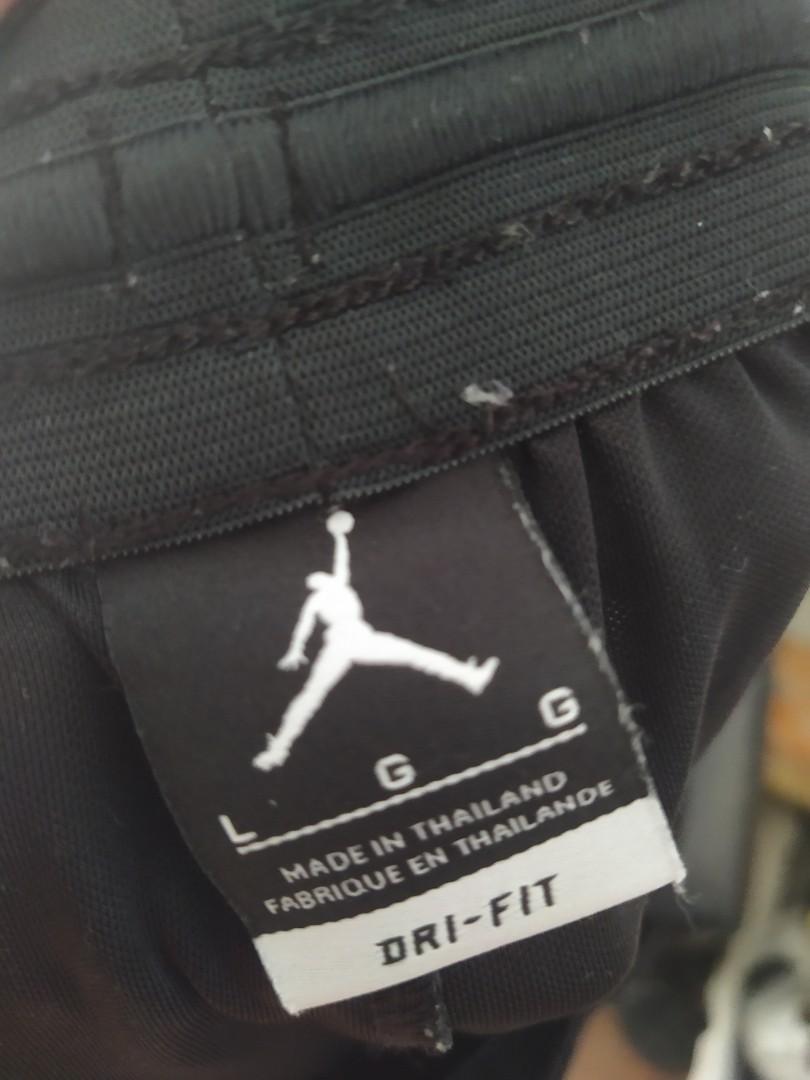 L G G
MADE IN THAILAND
FABRIQUE EN THAILANDE
DRI-FIT